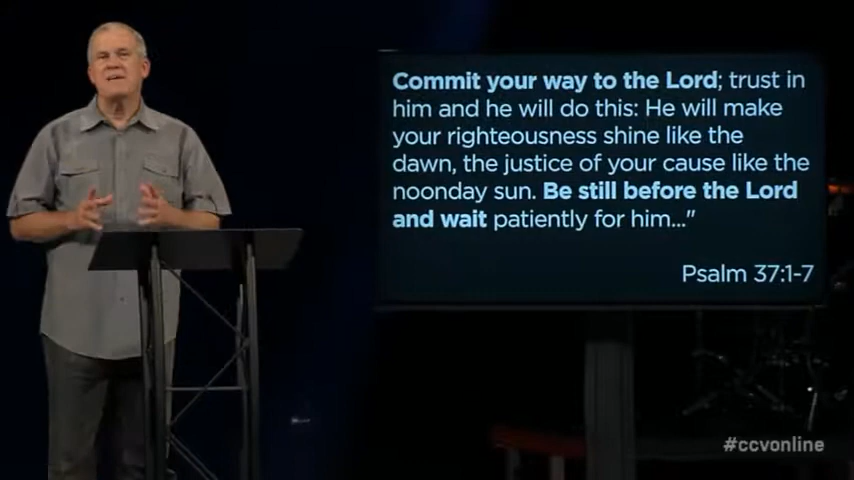 Commit your way to the Lord; trust in
him and he will do this: He will make
your righteousness shine like the
dawn, the justice of your cause like the
noonday sun. Be still before the Lord
and wait patiently for him..."
Psalm 37:1-7
#ccvonline